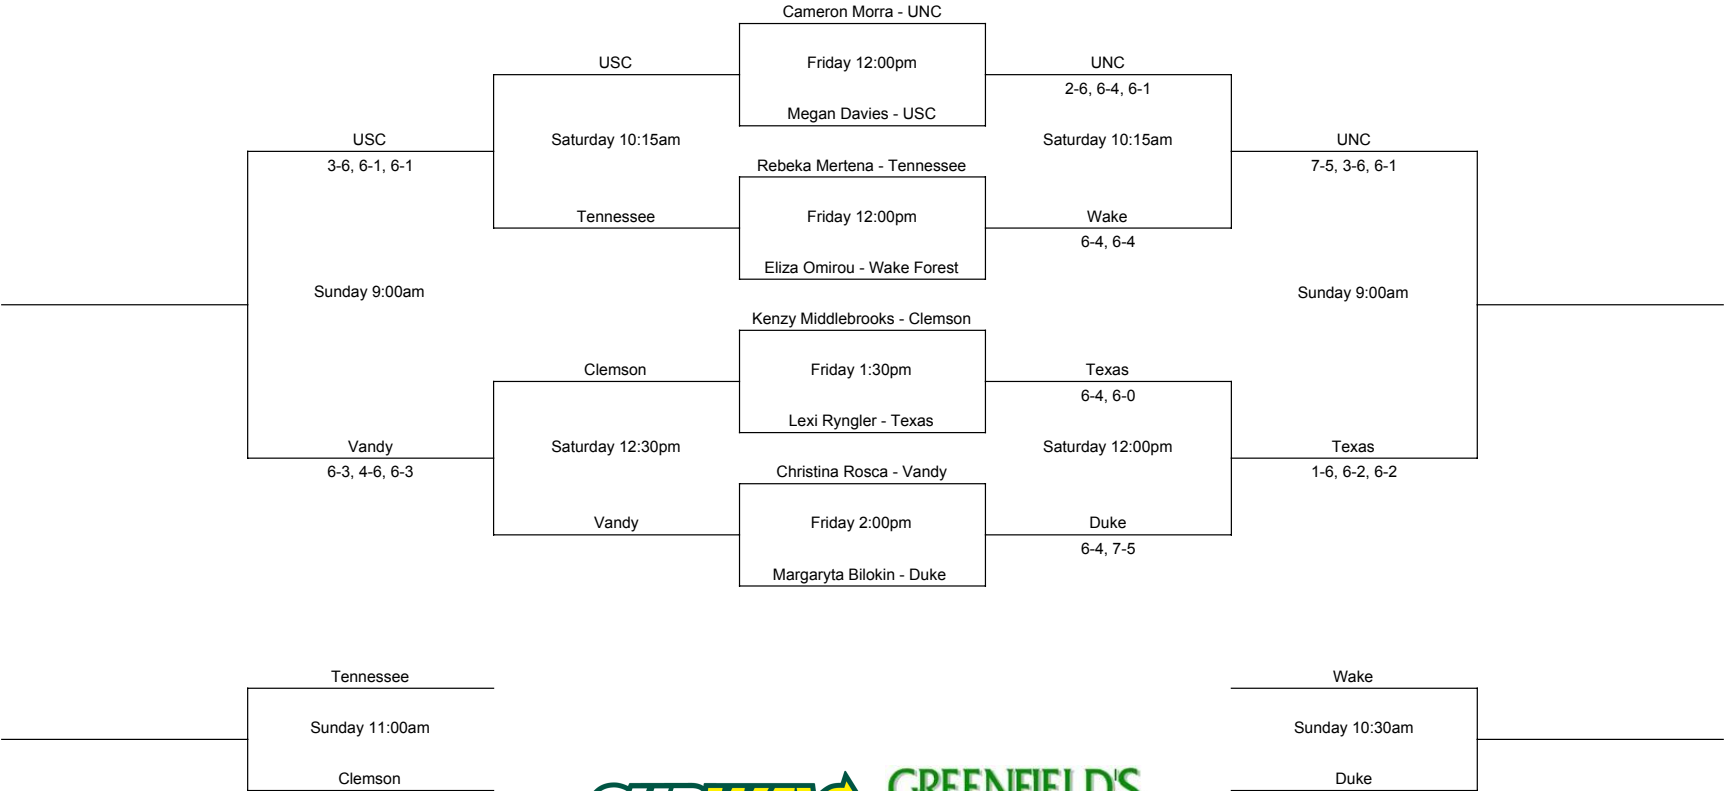 Cameron Morra - UNC
USC
Friday 12:00pm
UNC
2-6, 6-4, 6-1
Megan Davies - USC
USC
Saturday 10:15am
Saturday 10:15am
UNC
3-6, 6-1, 6-1
Rebeka Mertena - Tennessee
7-5, 3-6, 6-1
Tennessee
Friday 12:00pm
Wake
6-4, 6-4
Eliza Omirou - Wake Forest
Sunday 9:00am
Sunday 9:00am
Kenzy Middlebrooks - Clemson
Clemson
Friday 1:30pm
Texas
6-4, 6-0
Lexi Ryngler - Texas
Vandy
Saturday 12:30pm
Saturday 12:00pm
Texas
6-3, 4-6, 6-3
Christina Rosca - Vandy
1-6, 6-2, 6-2
Vandy
Friday 2:00pm
Duke
6-4, 7-5
Margaryta Bilokin - Duke
Tennessee
Wake
Sunday 11:00am
Sunday 10:30am
Clemson
GREENFIELD'S
Duke